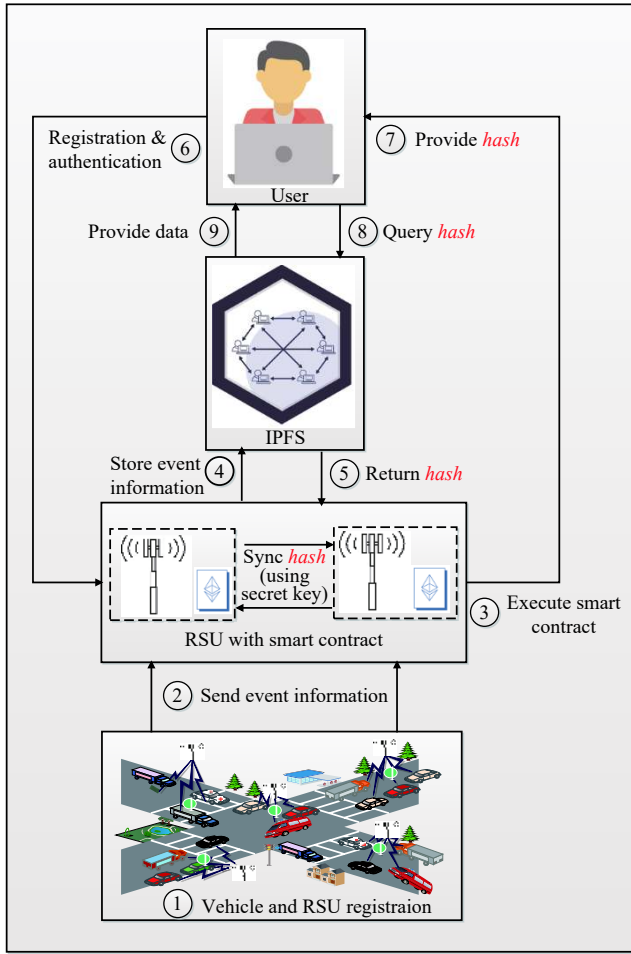 User
Registration &
authentication
⑥
⑦ Provide hash
Provide data ⑨
⑧ Query hash
IPFS
Store event
information
④
⑤ Return hash
Sync hash
(using
secret key)
RSU with smart contract
③ Execute smart
contract
② Send event information
① Vehicle and RSU registraion